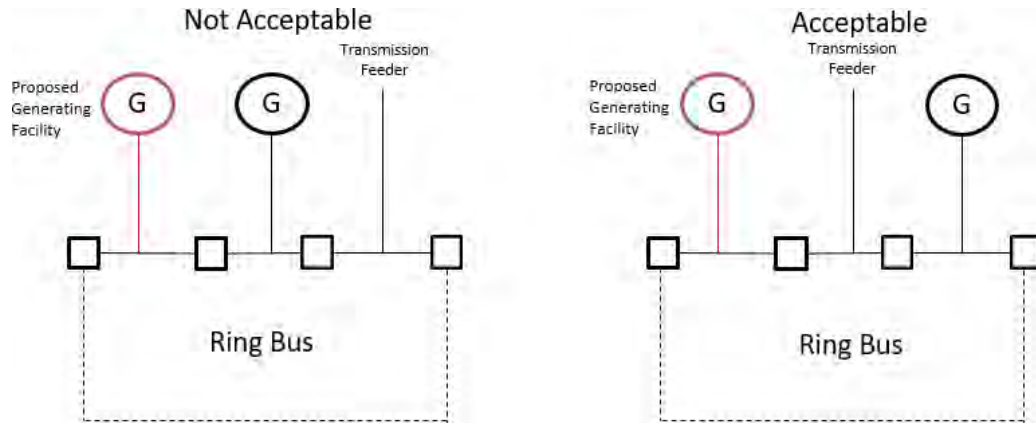 Not Acceptable
Transmission
Feeder
Proposed
Generating
Facility
G
G
Ring Bus
Acceptable
Transmission
Feeder
Proposed
Generating
Facility
G
G
Ring Bus